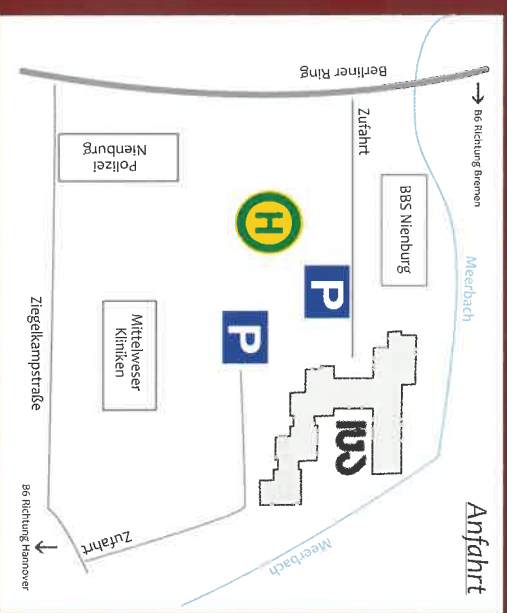 Anfahrt
B6 Richtung Bremen
Meerbach
BBS Nienburg
Berliner Ring
Zufahrt
P
Meerbach
H
P
Polizei
Nienburg
Mittelweser
Kliniken
Zufahrt
Ziegelkampstraße
B6 Richtung Hannover